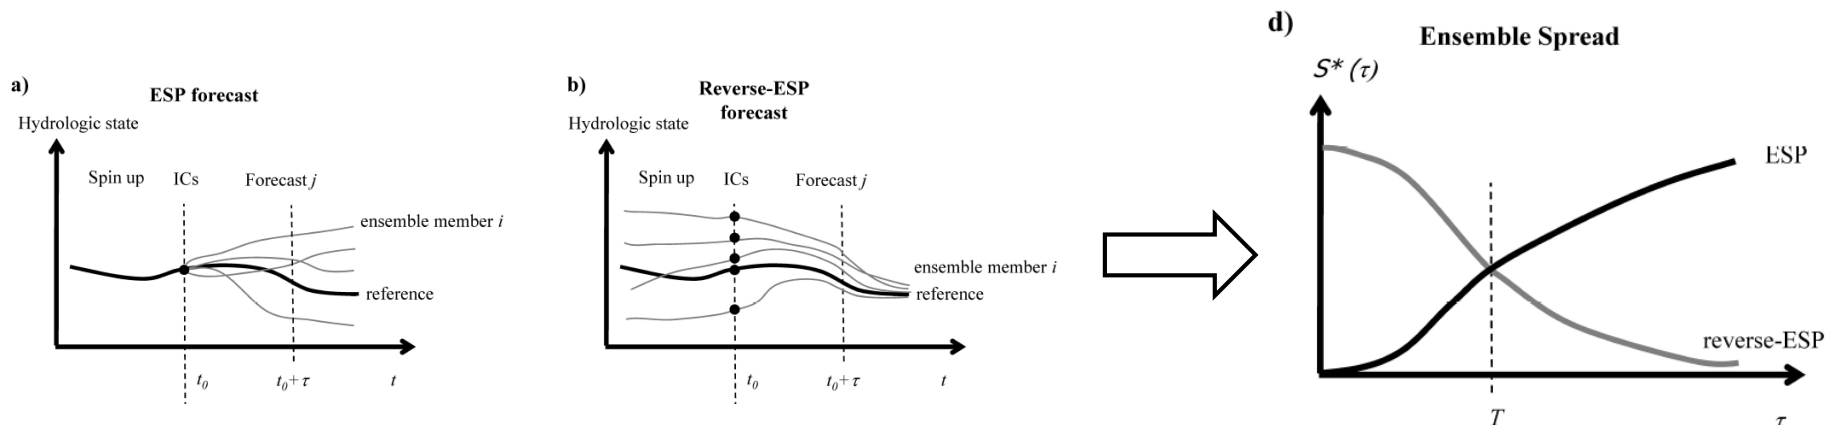 a)
ESP forecast
Hydrologic state
Spin up
ICs
Forecast j
ensemble member i
reference
t0
t0+τ
t
b)
Reverse-ESP
forecast
Hydrologic state
Spin up
ICs
Forecast j
ensemble member i
reference
t0
t0+τ
t
d)
Ensemble Spread
S* (τ)
ESP
reverse-ESP
T
τ